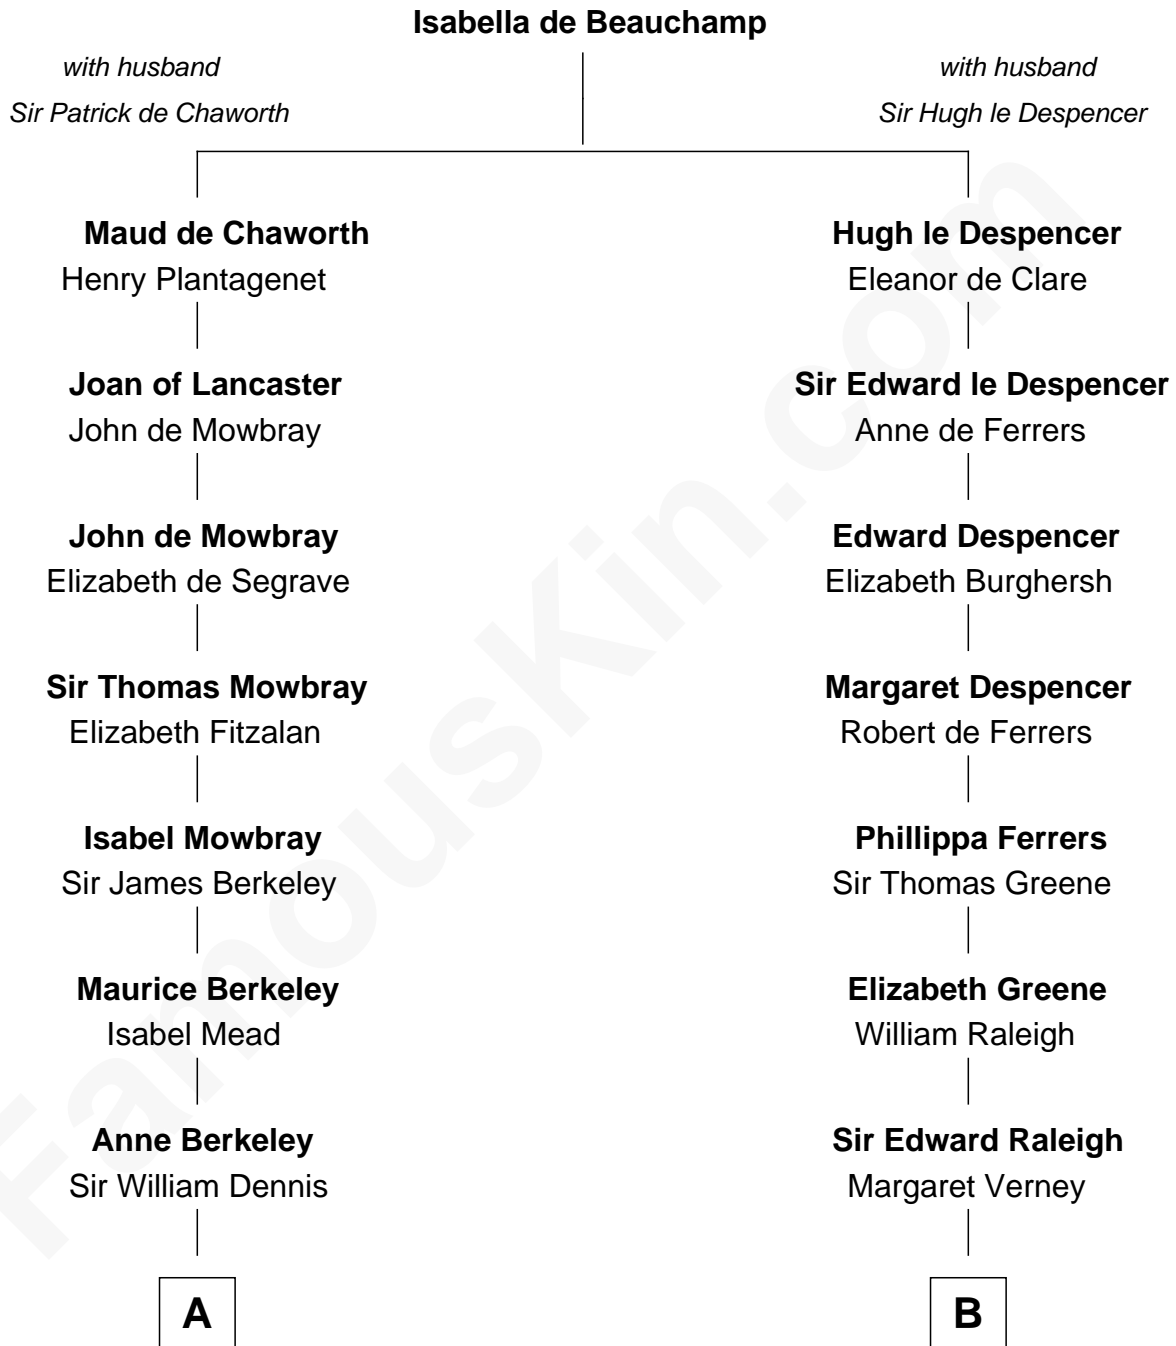 Isabella de Beauchamp
with husband
Sir Patrick de Chaworth
with husband
Sir Hugh le Despencer
Maud de Chaworth
Henry Plantagenet
Hugh le Despencer
Eleanor de Clare
Joan of Lancaster
John de Mowbray
Sir Edward le Despencer
Anne de Ferrers
John de Mowbray
Elizabeth de Segrave
Edward Despencer
Elizabeth Burghersh
Sir Thomas Mowbray
Elizabeth Fitzalan
Margaret Despencer
Robert de Ferrers
Isabel Mowbray
Sir James Berkeley
Phillippa Ferrers
Sir Thomas Greene
Maurice Berkeley
Isabel Mead
Elizabeth Greene
William Raleigh
Anne Berkeley
Sir William Dennis
Sir Edward Raleigh
Margaret Verney
A
B
FamousKin.com